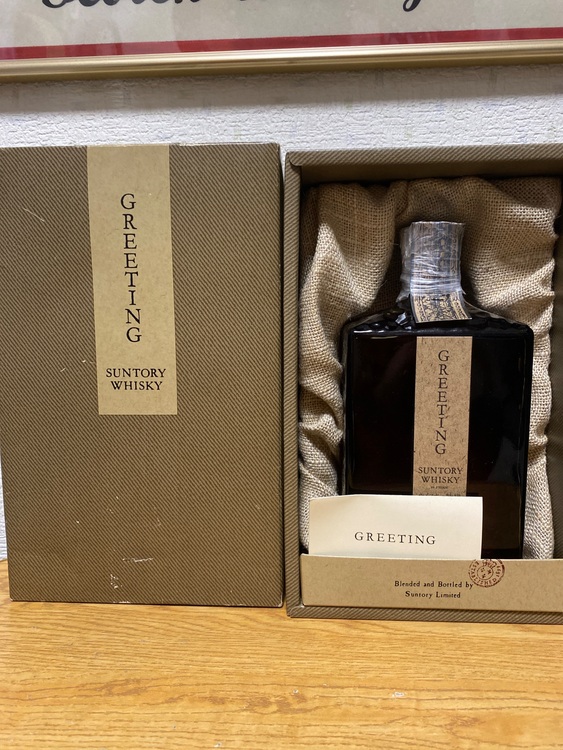 GREETING
SUNTORY
WHISKY
GREETING
SUNTORY
WHISKY
GREETING
Blended and Bottled by
Suntory Limited